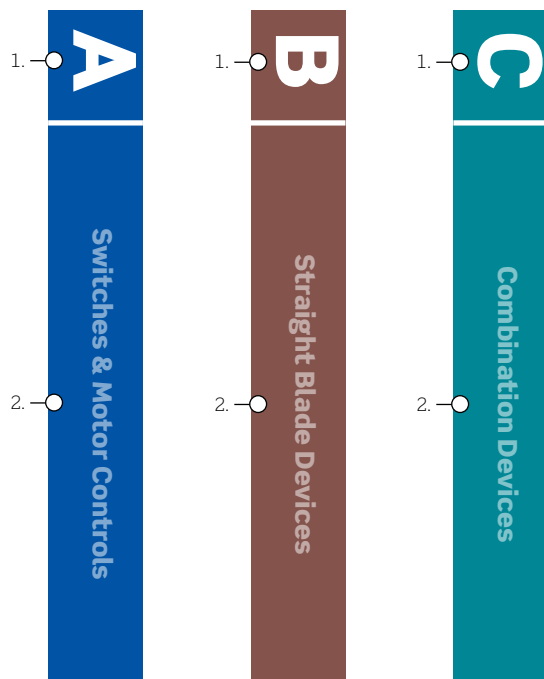 A
1.
2.
Switches & Motor Controls
B
1.
2.
Straight Blade Devices
C
1.
2.
Combination Devices